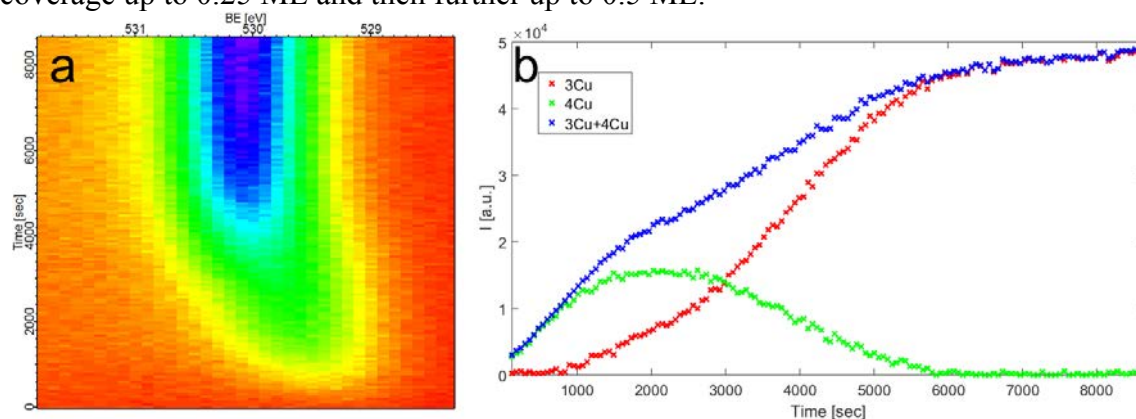 coverage up to 0.25 ML and then further up to 0.5 ML.
BE [eV]
531 530 529
a
Time [sec]
8000
6000
4000
2000
0
b
×10⁴
5
4
3
2
1
0
I [a.u.]
3Cu
4Cu
3Cu+4Cu
1000 2000 3000 4000 5000 6000 7000 8000
Time [sec]